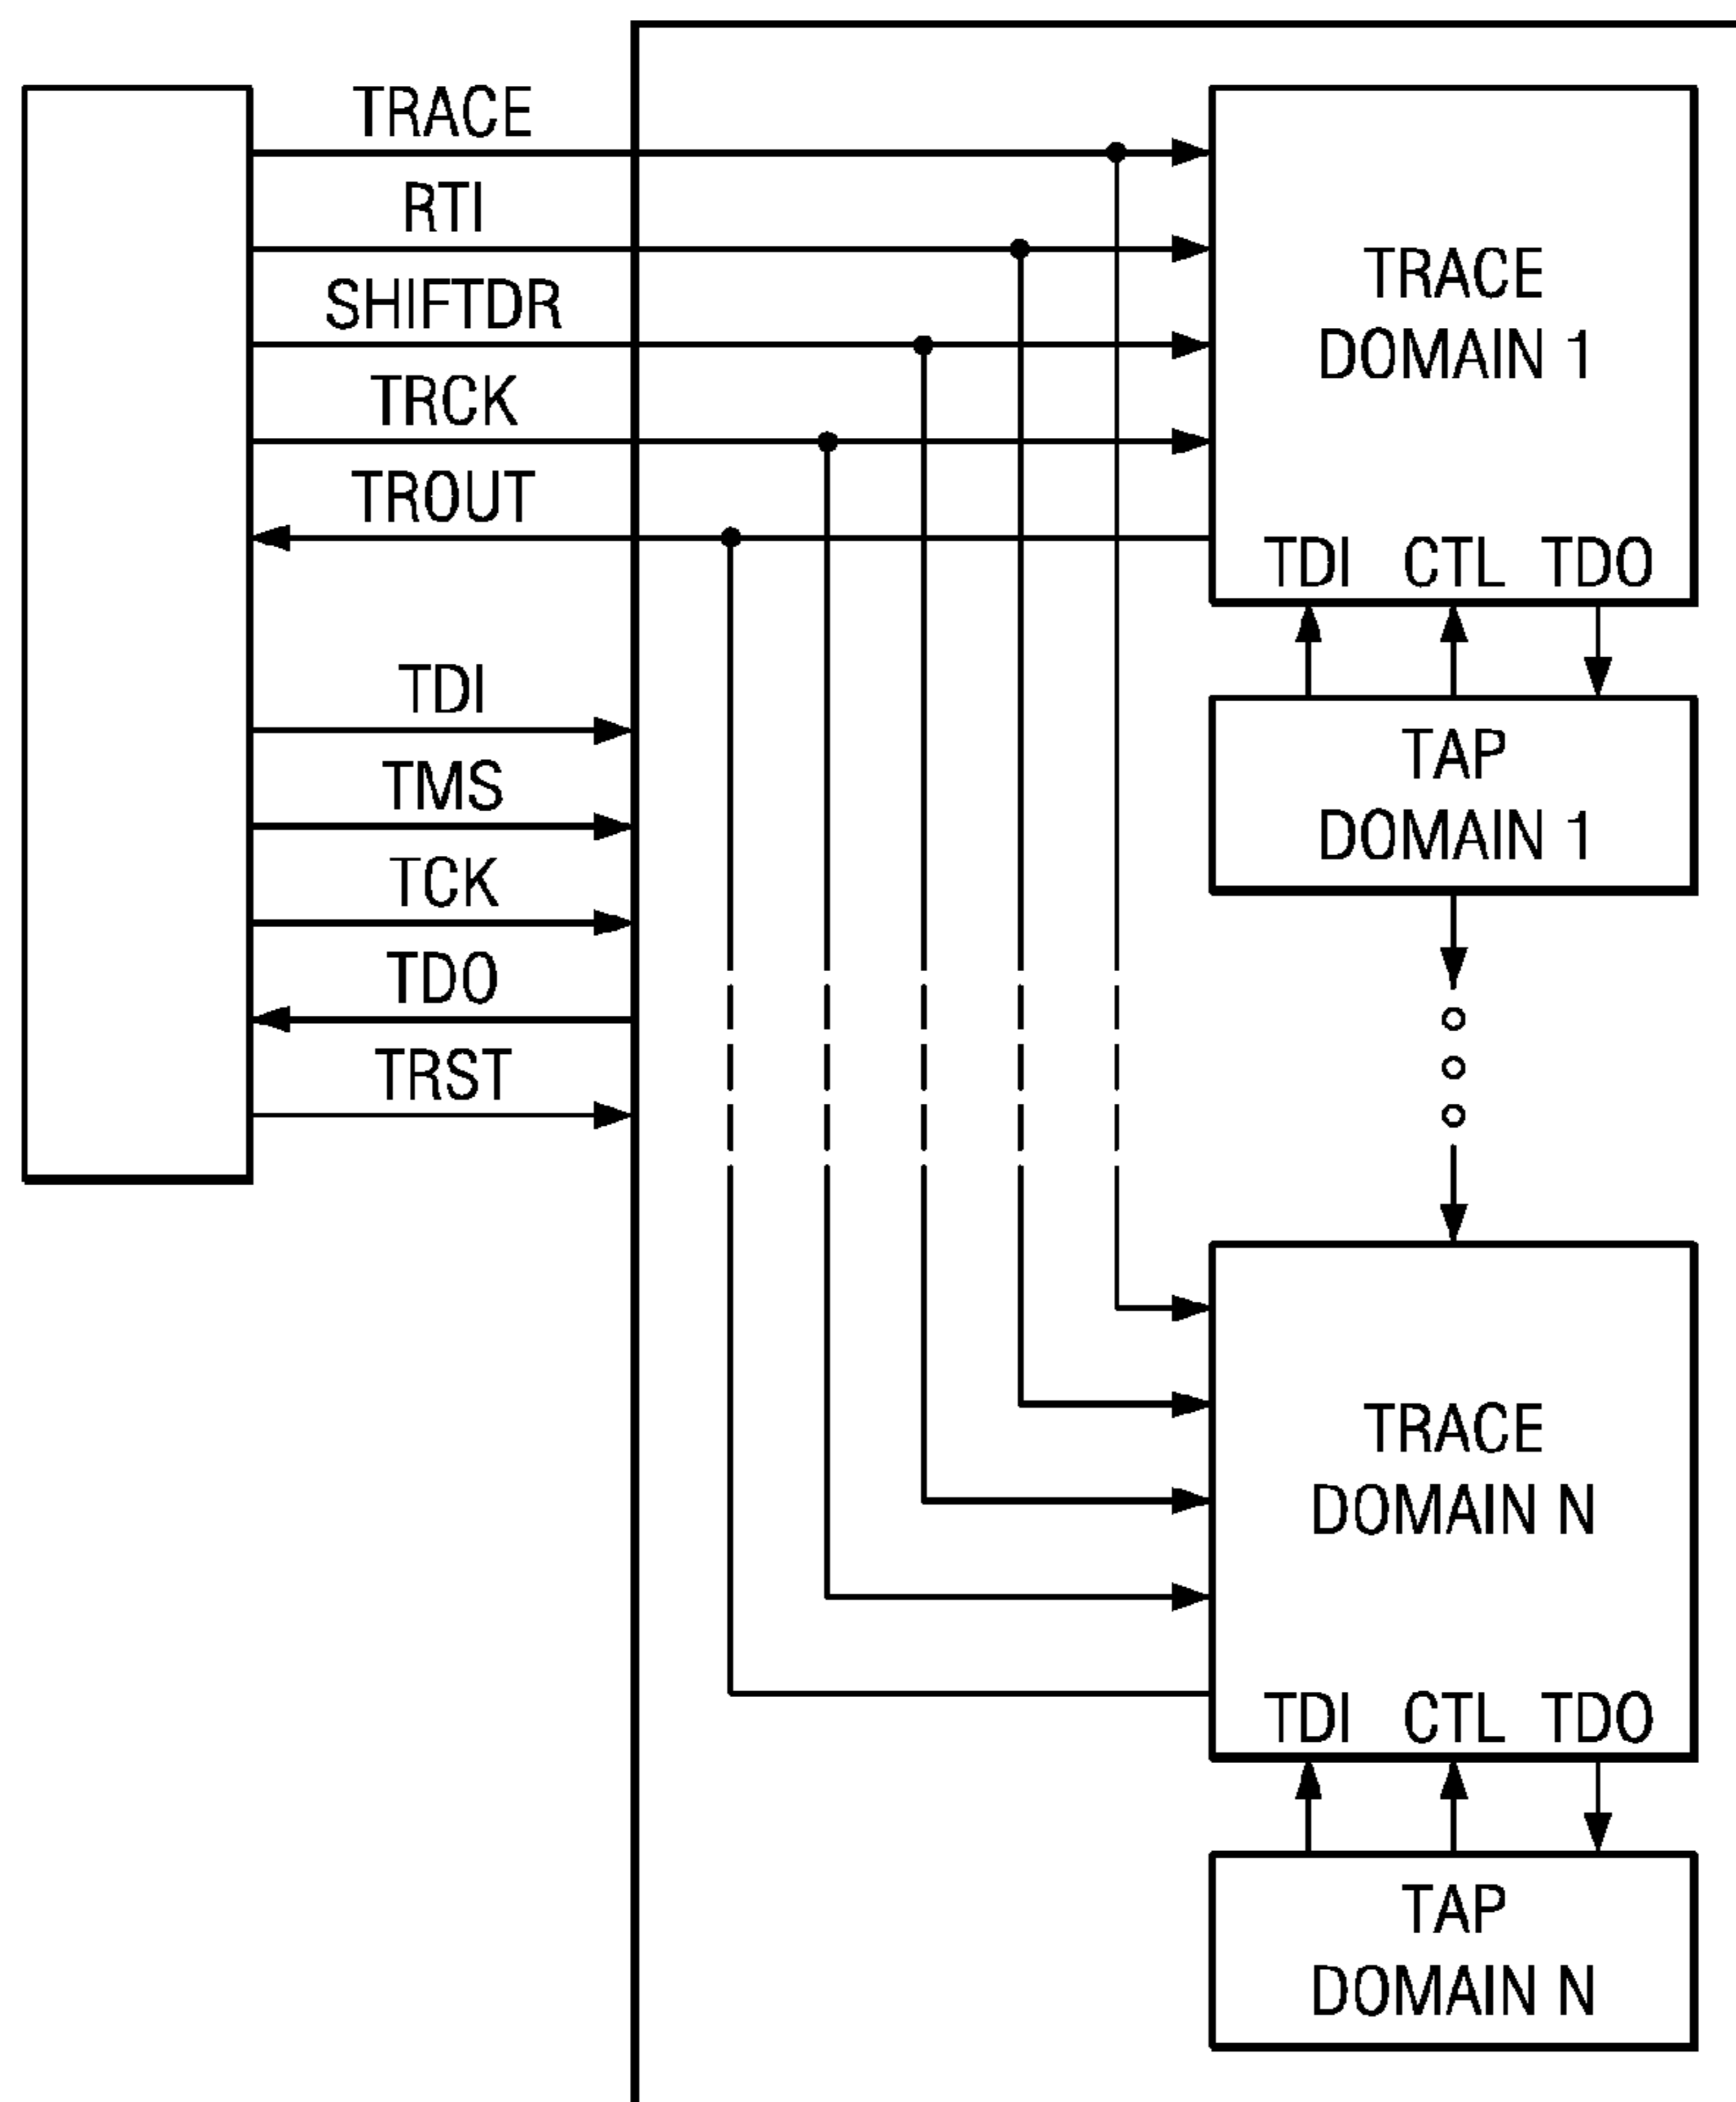 TRACE
RTI
SHIFTDR
TRCK
TROUT
TDI
TMS
TCK
TDO
TRST
TRACE
DOMAIN 1
TDI CTL TDO
TAP
DOMAIN 1
TRACE
DOMAIN N
TDI CTL TDO
TAP
DOMAIN N